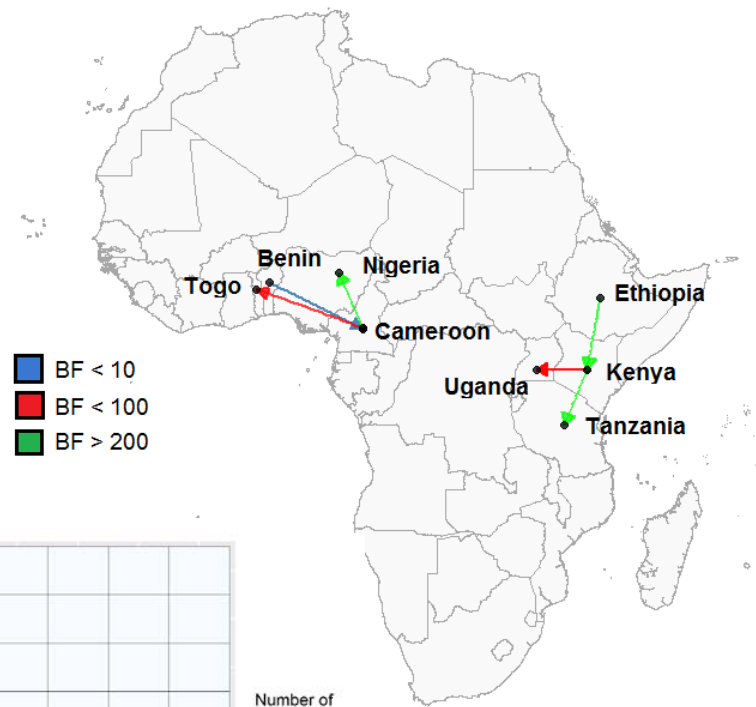 Benin
Nigeria
Togo
Ethiopia
Cameroon
BF < 10
Kenya
Uganda
BF < 100
Tanzania
BF > 200
Number of